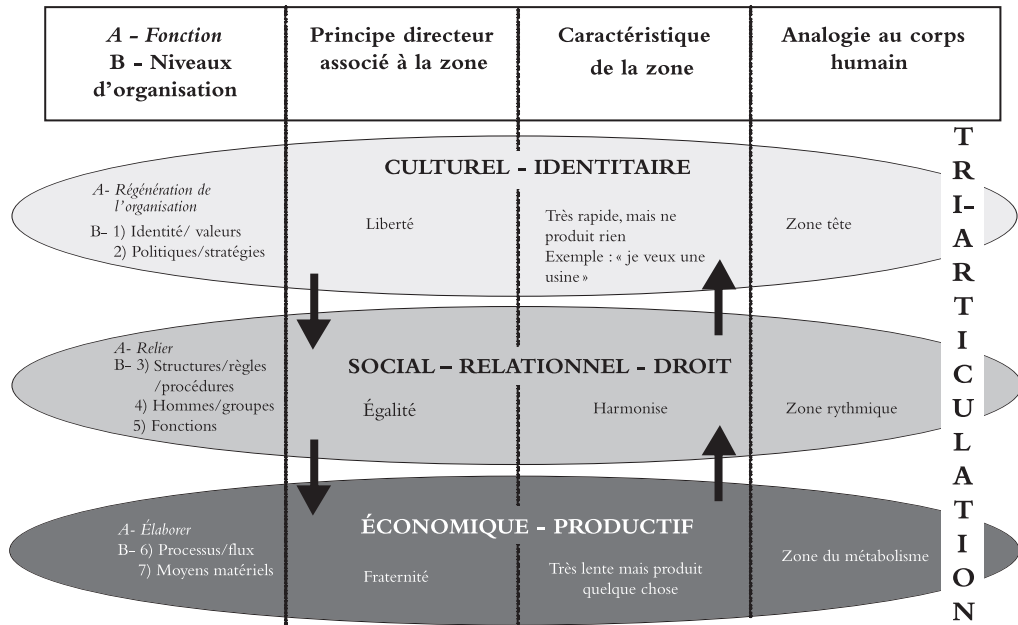 A - Fonction
B - Niveaux
d'organisation
Principe directeur
associé à la zone
Caractéristique
de la zone
Analogie au corps
humain
CULTUREL - IDENTITAIRE
A- Régénération de
l'organisation
B- 1) Identité/ valeurs
2) Politiques/stratégies
Liberté
Très rapide, mais ne
produit rien
Exemple : « je veux une
usine »
Zone tête
SOCIAL – RELATIONNEL - DROIT
A- Relier
B- 3) Structures/règles
/procédures
4) Hommes/groupes
5) Fonctions
Égalité
Harmonise
Zone rythmique
ÉCONOMIQUE - PRODUCTIF
A- Élaborer
B- 6) Processus/flux
7) Moyens matériels
Fraternité
Très lente mais produit
quelque chose
Zone du métabolisme
TRI-ARTICULATION